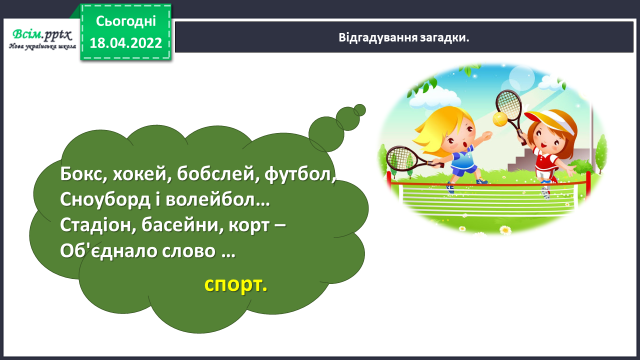 Всім.pptx
Нова українська школа
Сьогодні
18.04.2022
Відгадування загадки.
Бокс, хокей, бобслей, футбол,
Сноуборд і волейбол…
Стадіон, басейни, корт –
Об'єднало слово …
спорт.